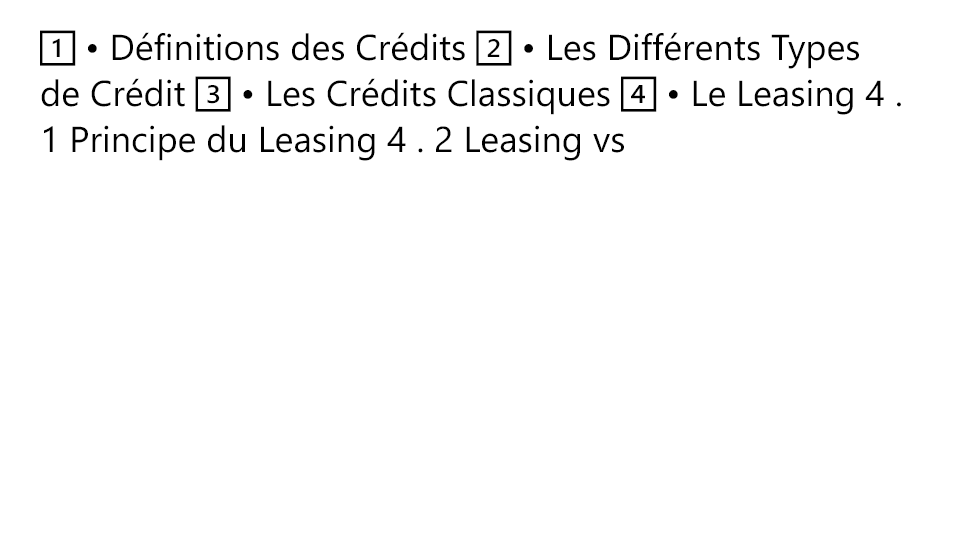 1️⃣ • Définitions des Crédits 2️⃣ • Les Différents Types
de Crédit 3️⃣ • Les Crédits Classiques 4️⃣ • Le Leasing 4 .
1 Principe du Leasing 4 . 2 Leasing vs